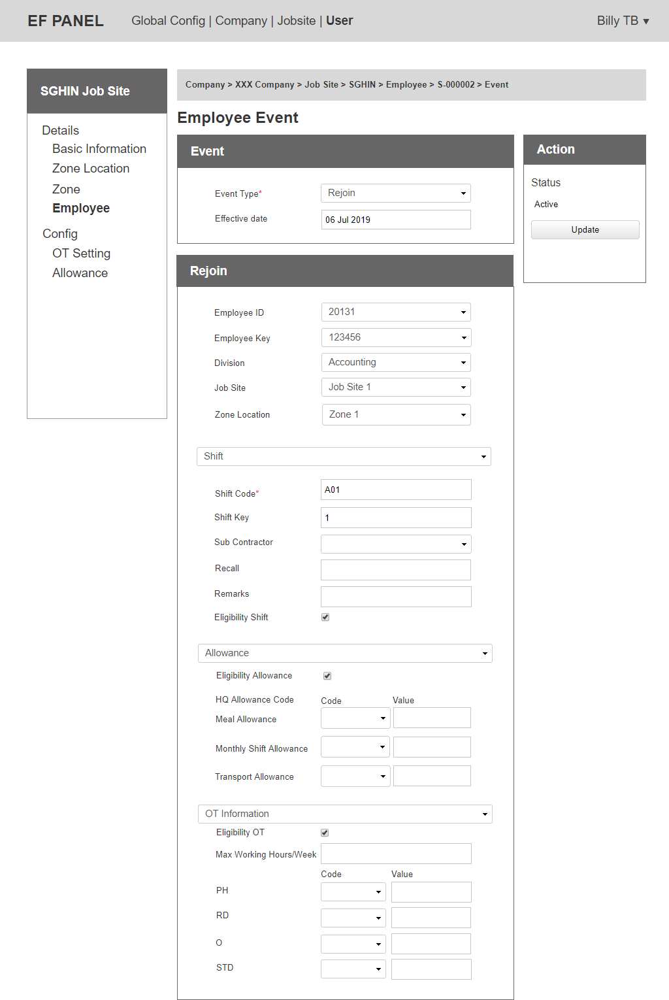 EF PANEL
Global Config | Company | Jobsite | User
Billy TB ▼
SGHIN Job Site
Details
Basic Information
Zone Location
Zone
Employee
Config
OT Setting
Allowance
Company > XXX Company > Job Site > SGHIN > Employee > S-000002 > Event
Employee Event
Event
Event Type* Rejoin
Effective date 06 Jul 2019
Action
Status
Active
Update
Rejoin
Employee ID 20131
Employee Key 123456
Division Accounting
Job Site Job Site 1
Zone Location Zone 1
Shift
Shift Code* A01
Shift Key 1
Sub Contractor
Recall
Remarks
Eligibility Shift
Allowance
Eligibility Allowance
HQ Allowance Code Code Value
Meal Allowance
Monthly Shift Allowance
Transport Allowance
OT Information
Eligibility OT
Max Working Hours/Week
Code Value
PH
RD
O
STD